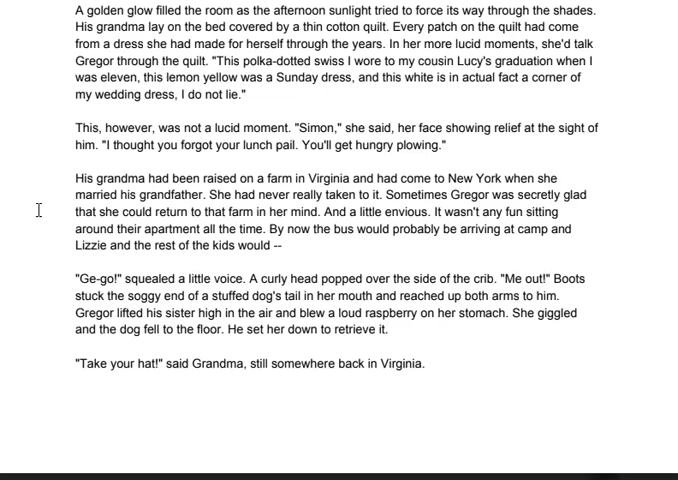 A golden glow filled the room as the afternoon sunlight tried to force its way through the shades.
His grandma lay on the bed covered by a thin cotton quilt. Every patch on the quilt had come
from a dress she had made for herself through the years. In her more lucid moments, she'd talk
Gregor through the quilt. "This polka-dotted swiss I wore to my cousin Lucy's graduation when I
was eleven, this lemon yellow was a Sunday dress, and this white is in actual fact a corner of
my wedding dress, I do not lie."
This, however, was not a lucid moment. "Simon," she said, her face showing relief at the sight of
him. "I thought you forgot your lunch pail. You'll get hungry plowing."
His grandma had been raised on a farm in Virginia and had come to New York when she
married his grandfather. She had never really taken to it. Sometimes Gregor was secretly glad
that she could return to that farm in her mind. And a little envious. It wasn't any fun sitting
around their apartment all the time. By now the bus would probably be arriving at camp and
Lizzie and the rest of the kids would --
"Ge-go!" squealed a little voice. A curly head popped over the side of the crib. "Me out!" Boots
stuck the soggy end of a stuffed dog's tail in her mouth and reached up both arms to him.
Gregor lifted his sister high in the air and blew a loud raspberry on her stomach. She giggled
and the dog fell to the floor. He set her down to retrieve it.
"Take your hat!" said Grandma, still somewhere back in Virginia.